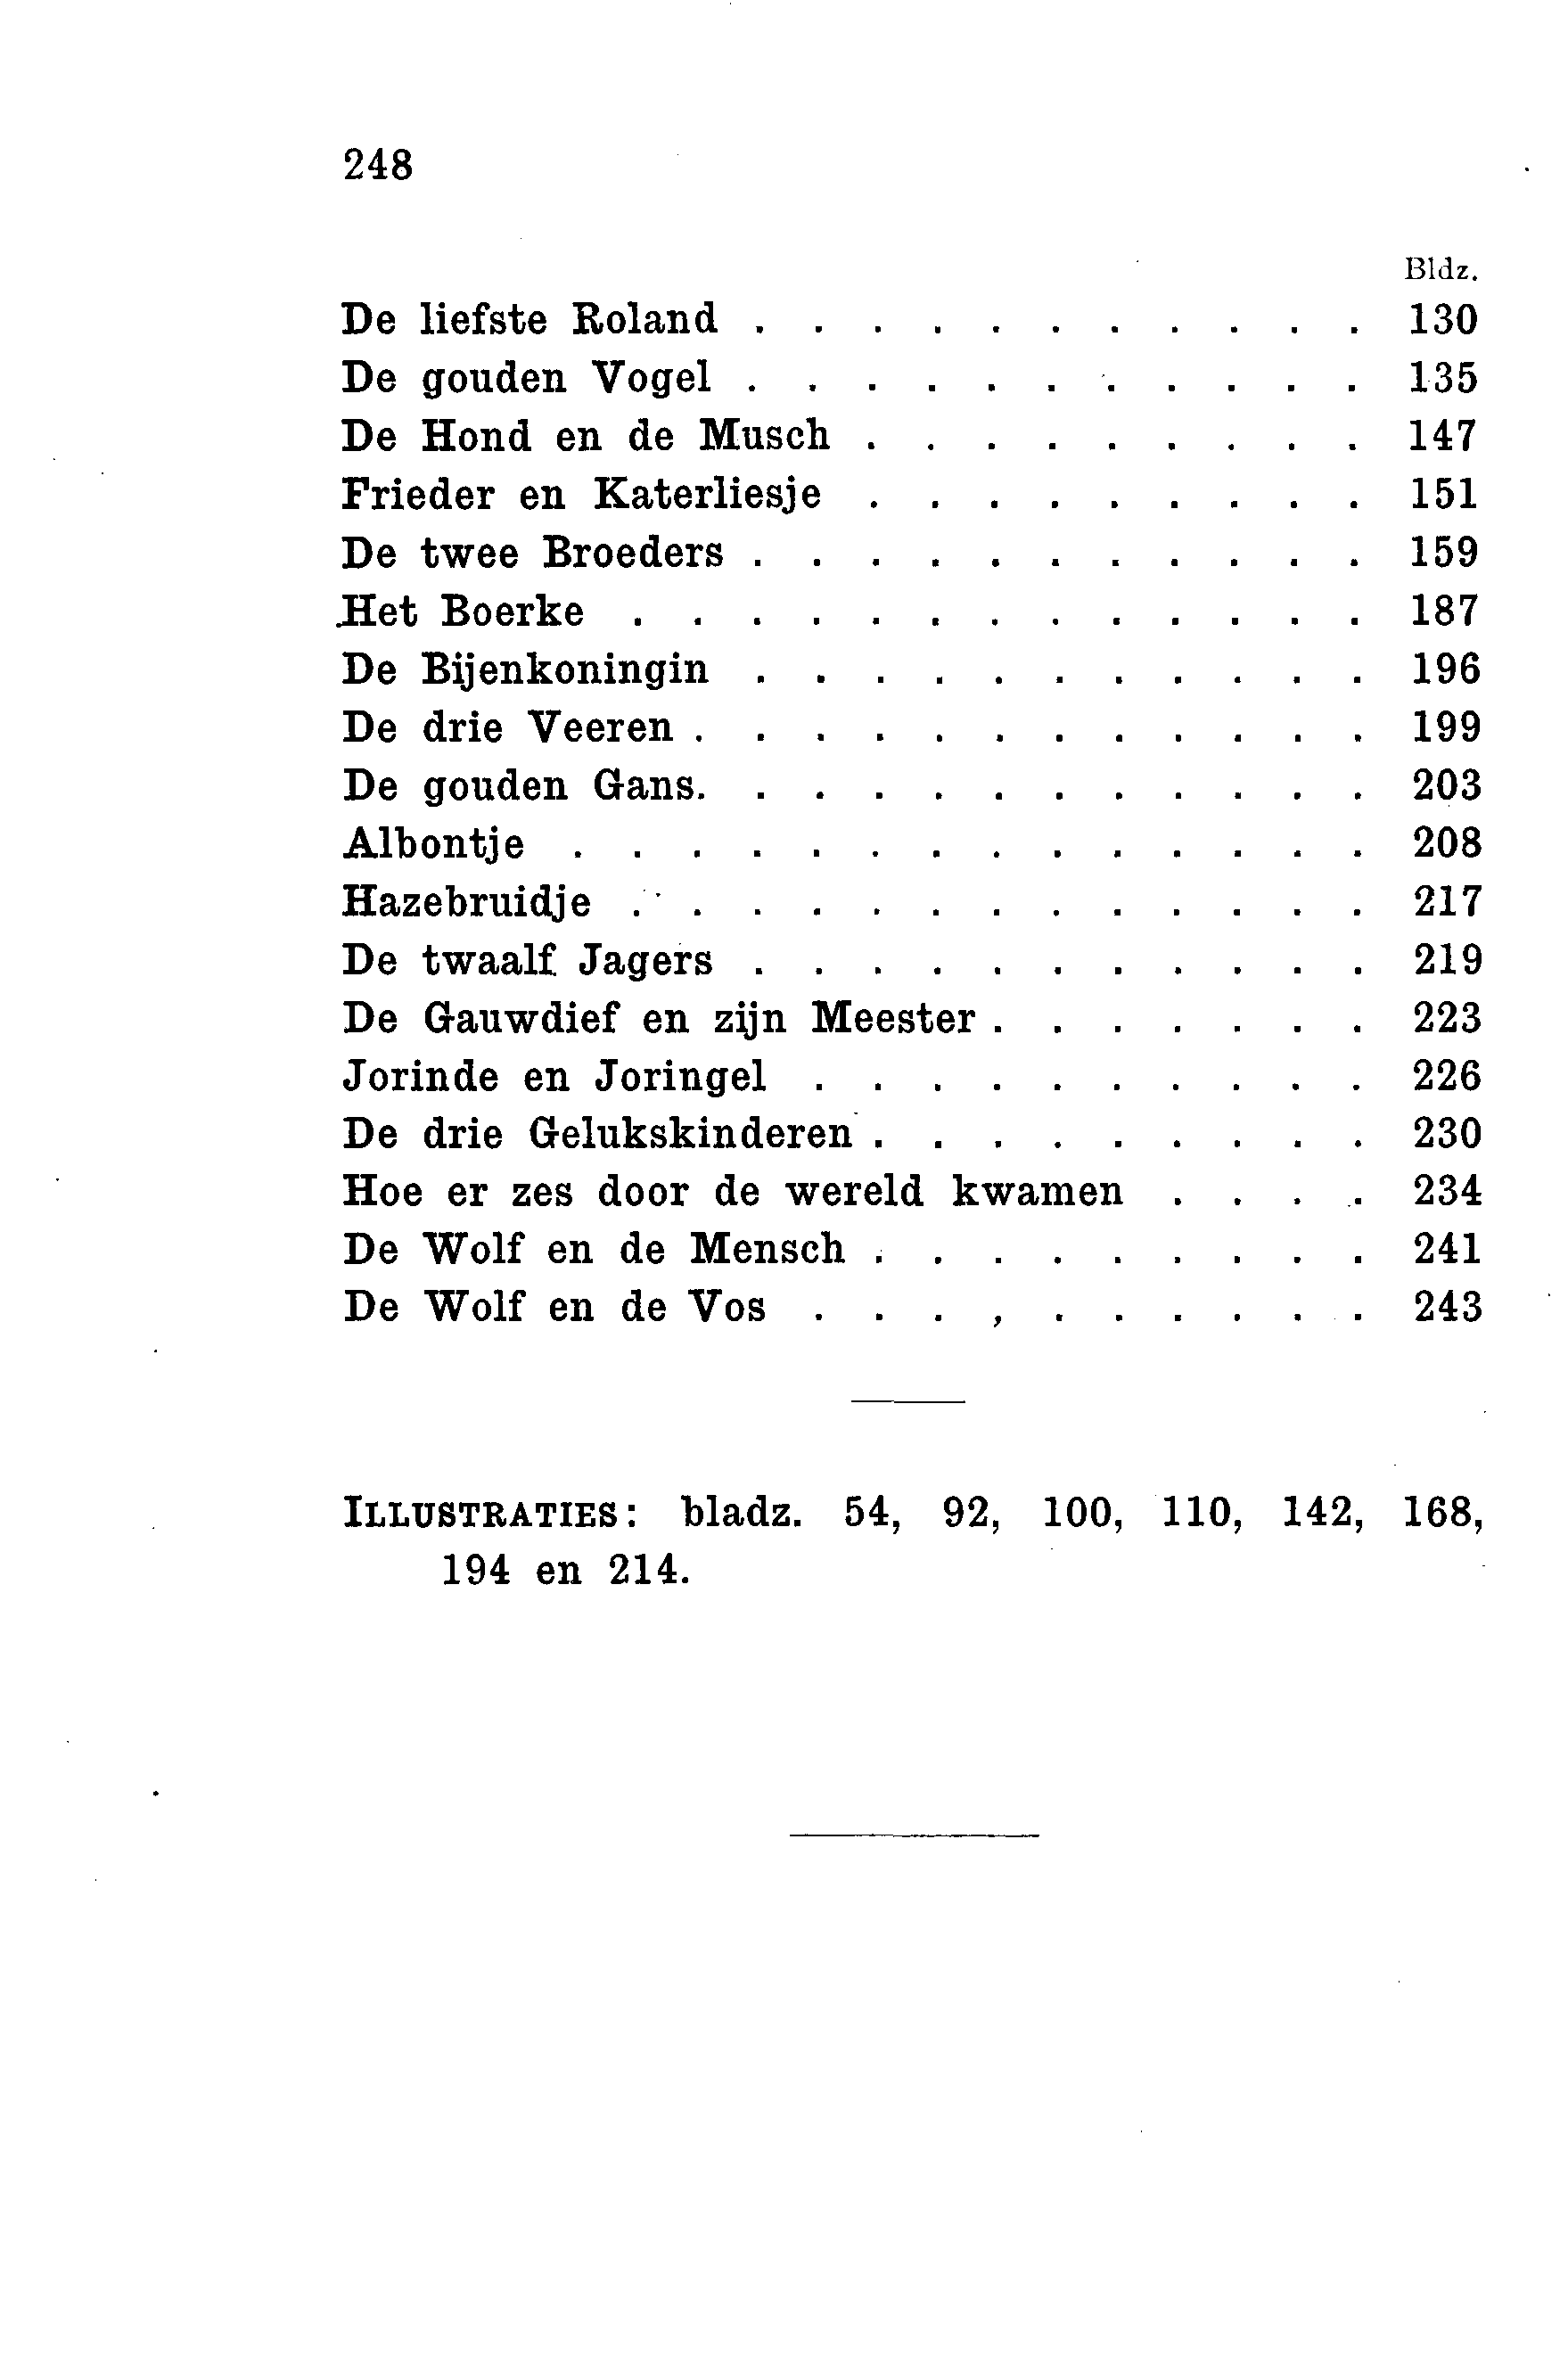 248
Bldz.
De liefste Roland . . . . . . . . . . . 130
De gouden Vogel . . . . . . . . . . . 135
De Hond en de Musch . . . . . . . . . 147
Frieder en Katerliesje . . . . . . . . . 151
De twee Broeders . . . . . . . . . . . 159
Het Boerke . . . . . . . . . . . . . 187
De Bijenkoningin . . . . . . . . . . . 196
De drie Veeren . . . . . . . . . . . . 199
De gouden Gans. . . . . . . . . . . . 203
Albontje . . . . . . . . . . . . . . 208
Hazebruidje . . . . . . . . . . . . . 217
De twaalf Jagers . . . . . . . . . . . 219
De Gauwdief en zijn Meester . . . . . . . 223
Jorinde en Joringel . . . . . . . . . . 226
De drie Gelukskinderen . . . . . . . . . 230
Hoe er zes door de wereld kwamen . . . . 234
De Wolf en de Mensch . . . . . . . . . 241
De Wolf en de Vos . . . , . . . . . . 243
ILLUSTRATIES: bladz. 54, 92, 100, 110, 142, 168,
194 en 214.